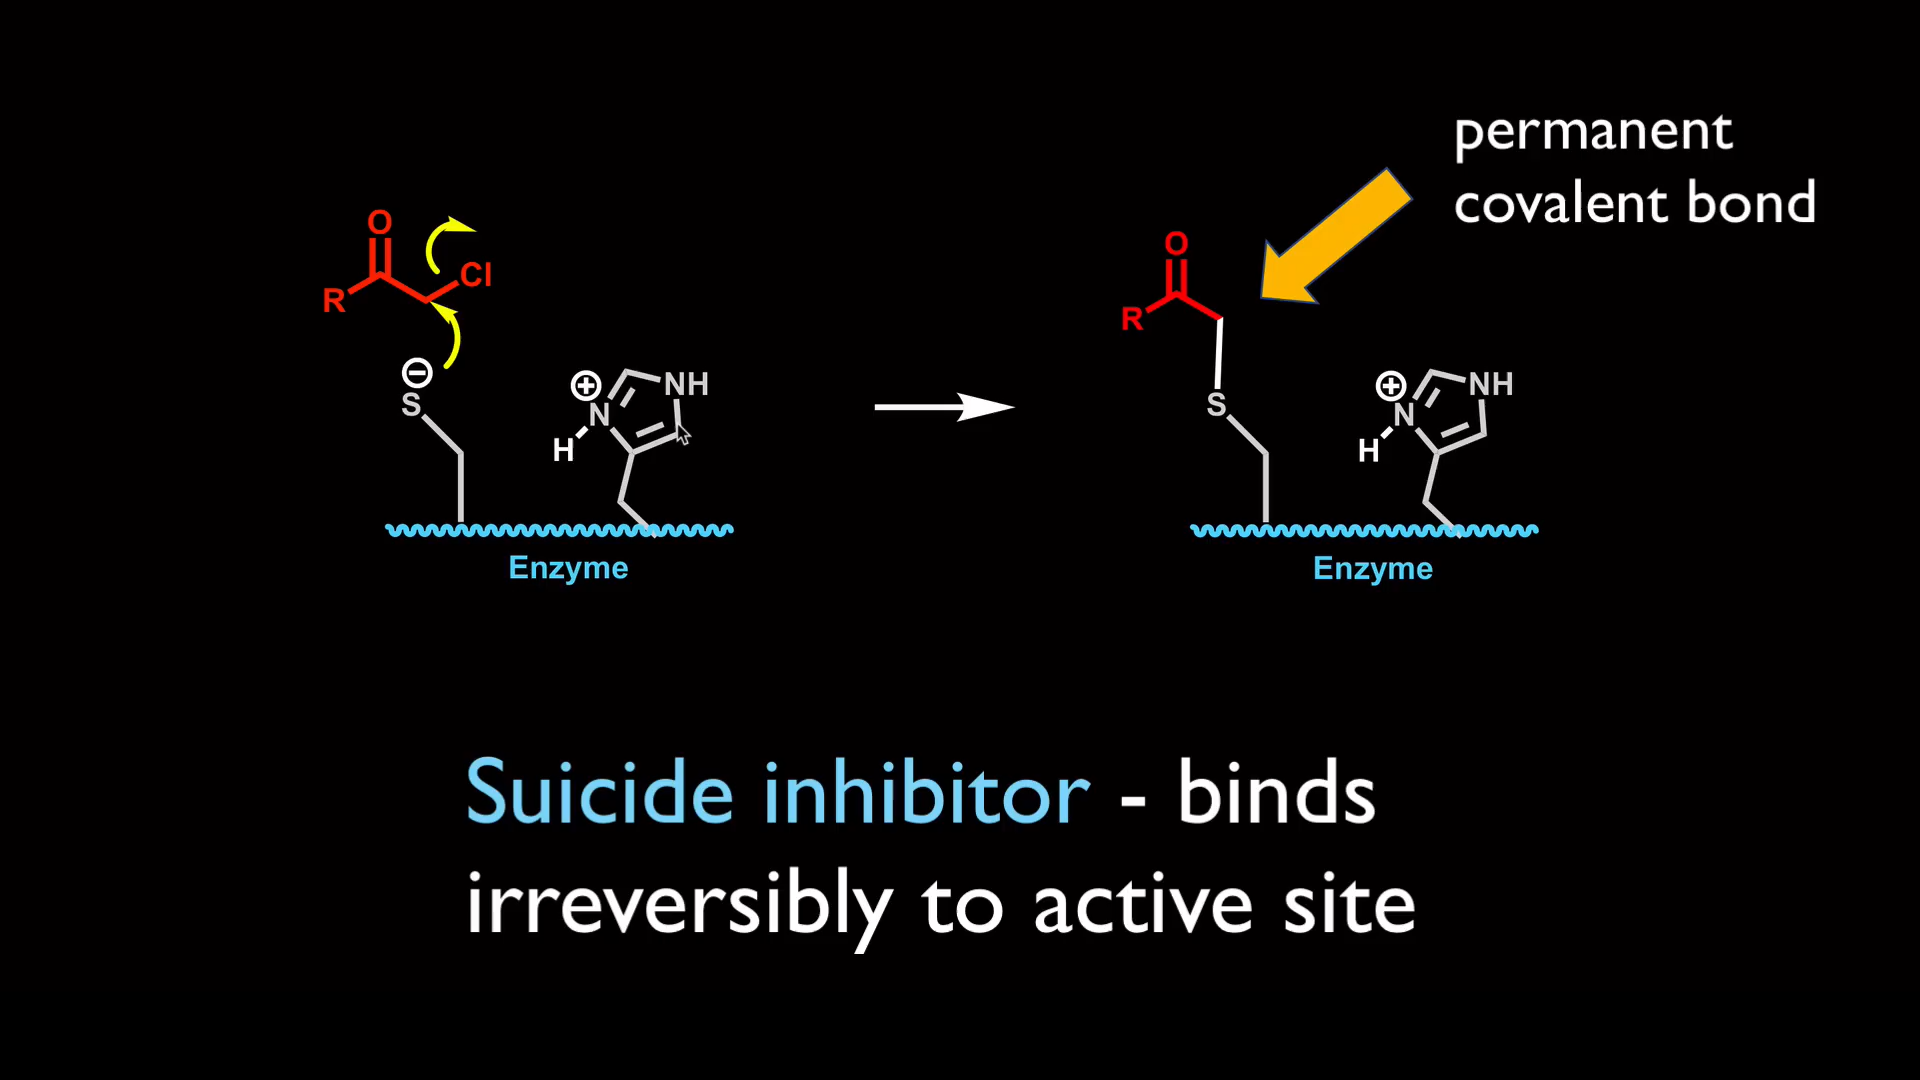 permanent
covalent bond
O
Cl
R
⊖
S
⊕
N
NH
H
Enzyme
O
R
S
⊕
N
NH
H
Enzyme
Suicide inhibitor - binds
irreversibly to active site